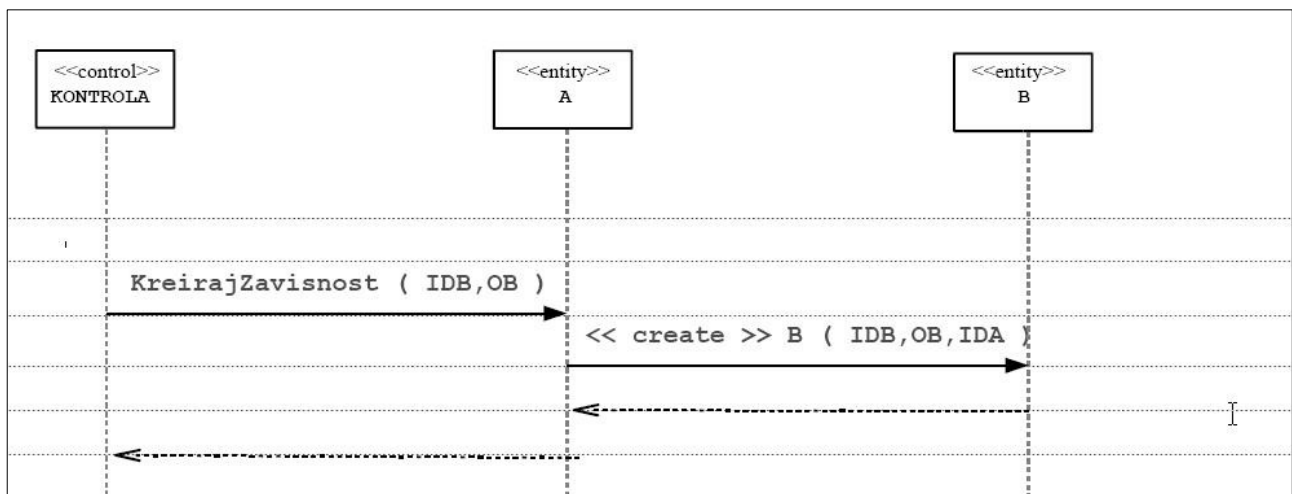 <<control>>
KONTROLA
<<entity>>
A
<<entity>>
B
KreirajZavisnost ( IDB,OB )
<< create >> B ( IDB,OB,IDA )